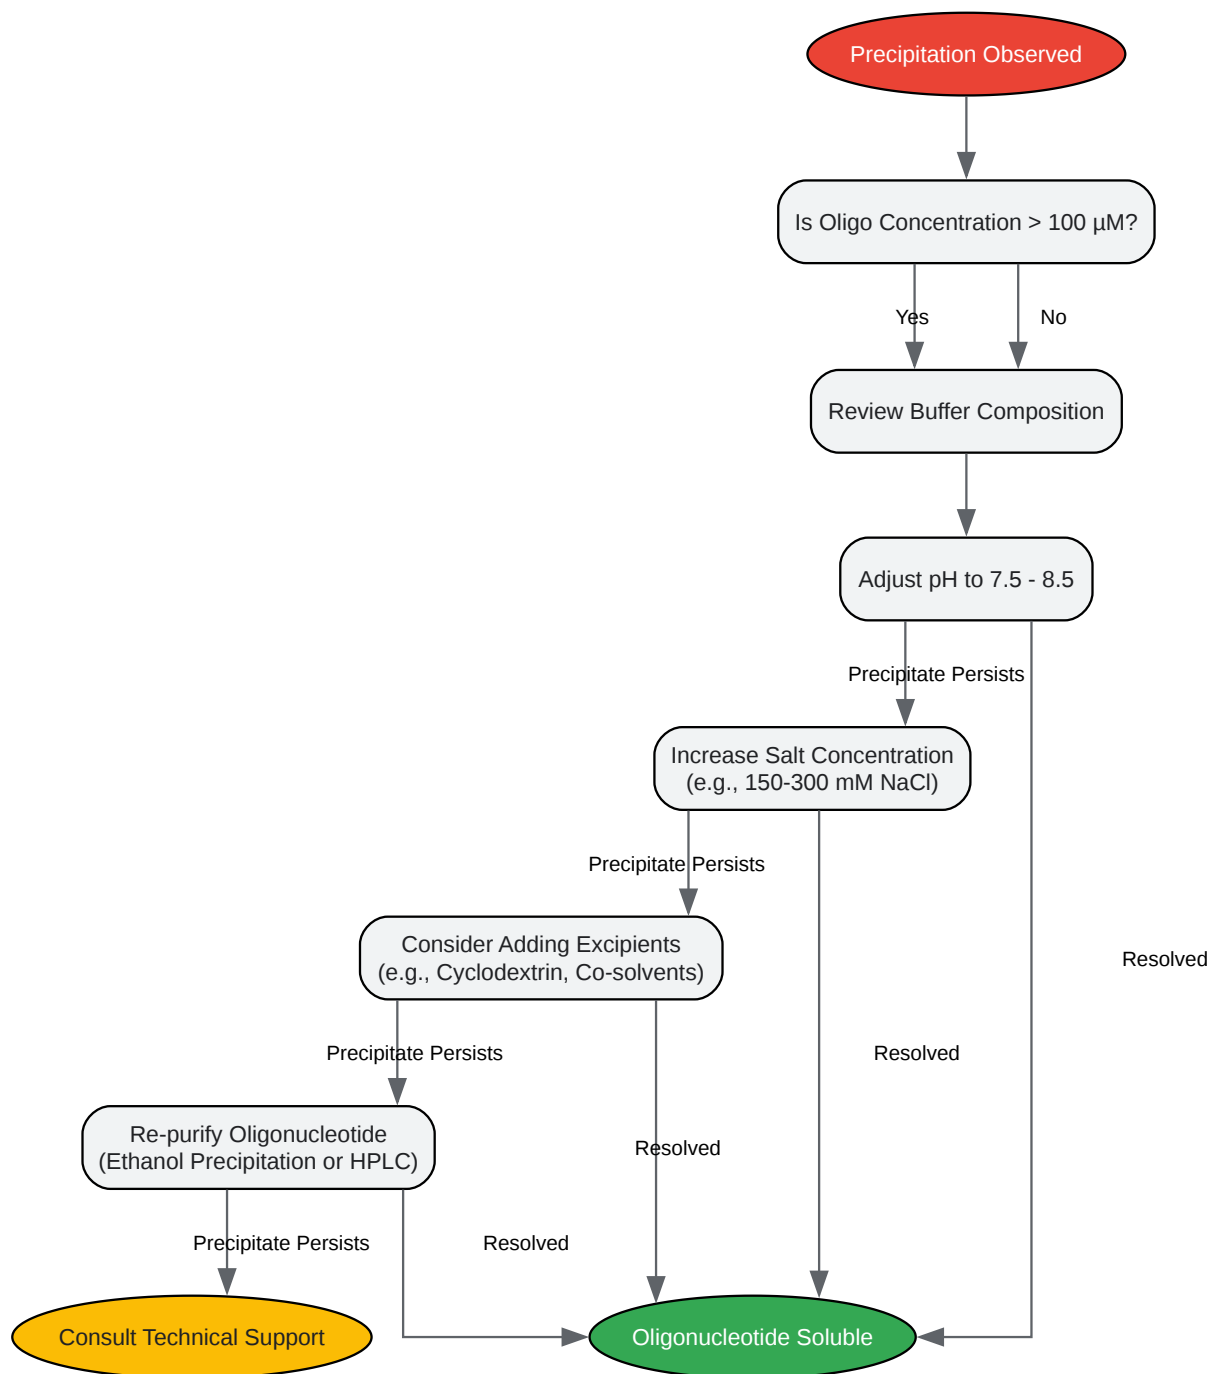 Precipitation Observed
Is Oligo Concentration > 100 µM?
Yes
No
Review Buffer Composition
Adjust pH to 7.5 - 8.5
Precipitate Persists
Increase Salt Concentration
(e.g., 150-300 mM NaCl)
Precipitate Persists
Consider Adding Excipients
(e.g., Cyclodextrin, Co-solvents)
Resolved
Precipitate Persists
Resolved
Re-purify Oligonucleotide
(Ethanol Precipitation or HPLC)
Resolved
Precipitate Persists
Resolved
Consult Technical Support
Oligonucleotide Soluble